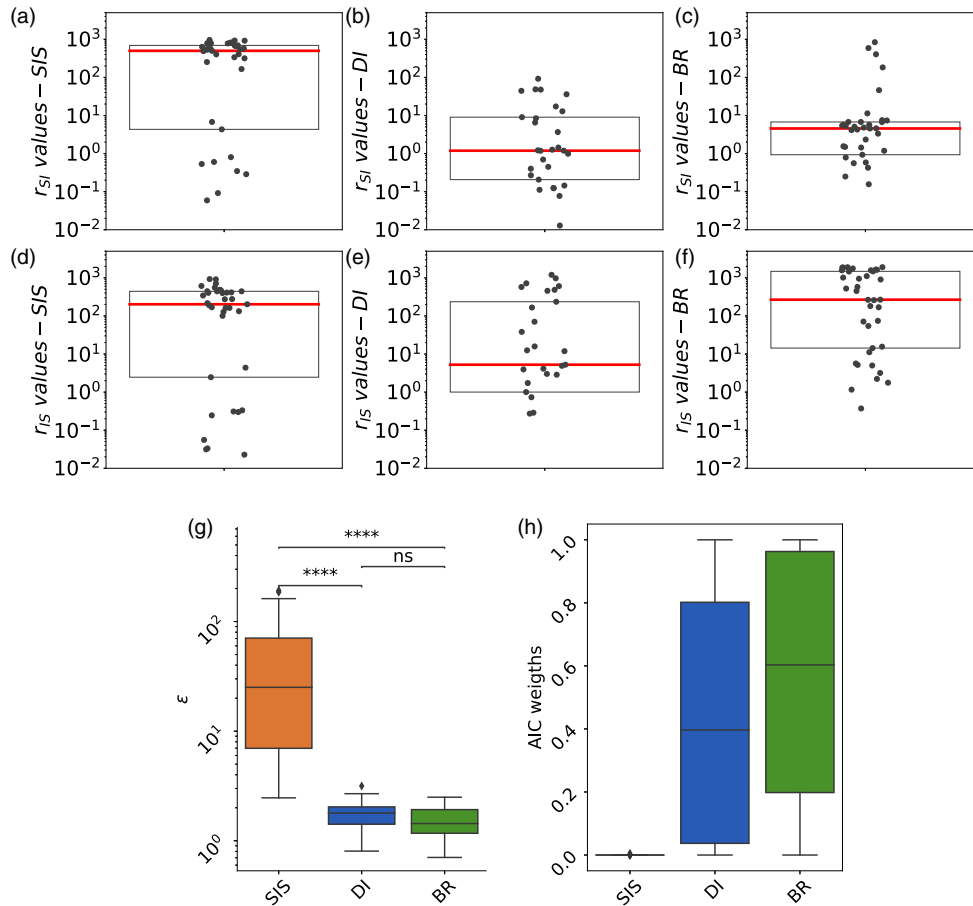 (a) (b) (c)
10³ 10³ 10³
10² 10² 10²
10¹ 10¹ 10¹
10⁰ 10⁰ 10⁰
10⁻¹ 10⁻¹ 10⁻¹
10⁻² 10⁻² 10⁻²
r_SI values − SIS
r_SI values − DI
r_SI values − BR
(d) (e) (f)
10³ 10³ 10³
10² 10² 10²
10¹ 10¹ 10¹
10⁰ 10⁰ 10⁰
10⁻¹ 10⁻¹ 10⁻¹
10⁻² 10⁻² 10⁻²
r_IS values − SIS
r_IS values − DI
r_IS values − BR
(g)
****
ns
****
10²
10¹
10⁰
ε
SIS DI BR
(h)
1.0
0.8
0.6
0.4
0.2
0.0
AIC weigths
SIS DI BR